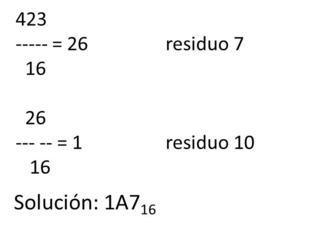 423
----- = 26 residuo 7
16
26
--- -- = 1 residuo 10
16
Solución: 1A7₁₆